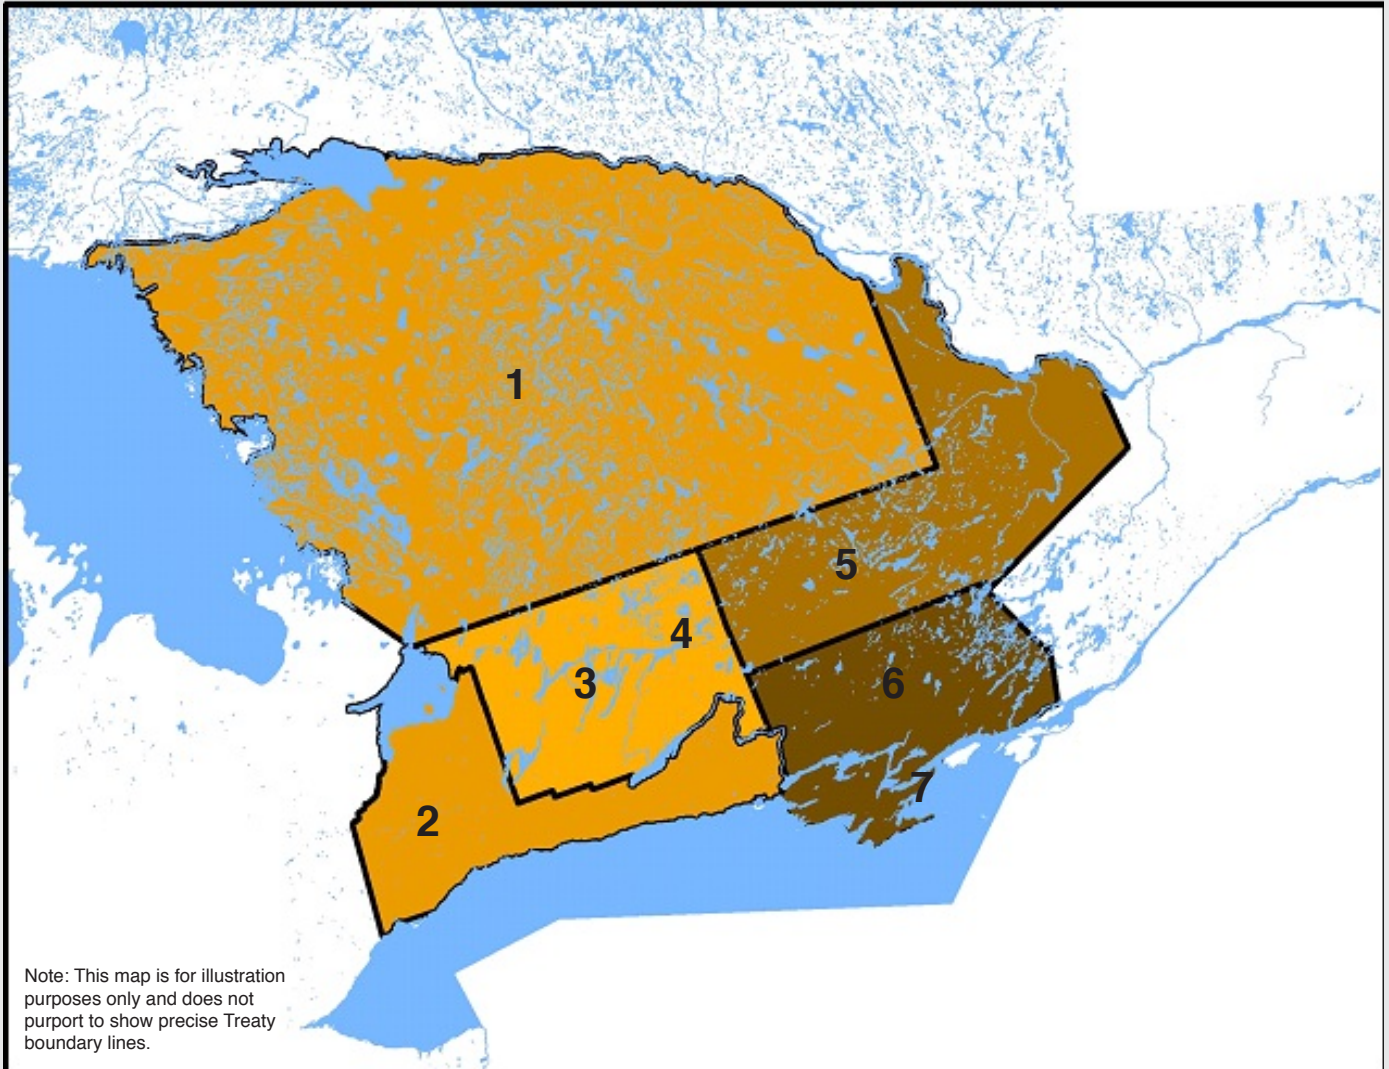 1
5
4
3
6
7
2
Note: This map is for illustration
purposes only and does not
purport to show precise Treaty
boundary lines.